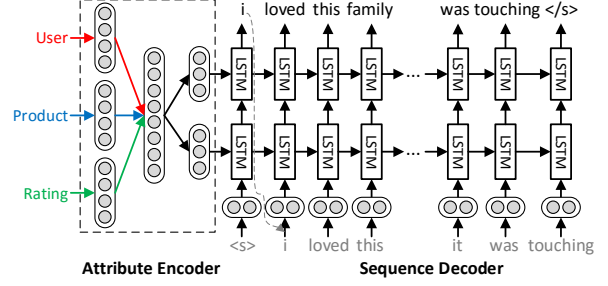 i loved this family was touching </s>
User
Product
Rating
LSTM LSTM LSTM LSTM ... LSTM LSTM LSTM
LSTM LSTM LSTM LSTM ... LSTM LSTM LSTM
<s> i loved this it was touching
Attribute Encoder Sequence Decoder